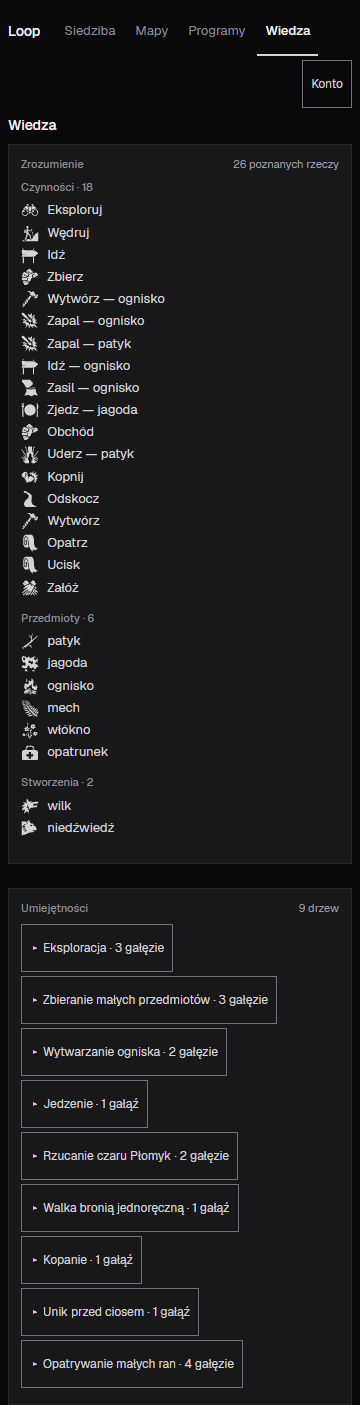 Loop Siedziba Mapy Programy Wiedza
Konto
Wiedza
Zrozumienie 26 poznanych rzeczy
Czynności · 18
Eksploruj
Wędruj
Idź
Zbierz
Wytwórz — ognisko
Zapal — ognisko
Zapal — patyk
Idź — ognisko
Zasil — ognisko
Zjedz — jagoda
Obchód
Uderz — patyk
Kopnij
Odskocz
Wytwórz
Opatrz
Ucisk
Załóż
Przedmioty · 6
patyk
jagoda
ognisko
mech
włókno
opatrunek
Stworzenia · 2
wilk
niedźwiedź
Umiejętności 9 drzew
Eksploracja · 3 gałęzie
Zbieranie małych przedmiotów · 3 gałęzie
Wytwarzanie ogniska · 2 gałęzie
Jedzenie · 1 gałąź
Rzucanie czaru Płomyk · 2 gałęzie
Walka bronią jednoręczną · 1 gałąź
Kopanie · 1 gałąź
Unik przed ciosem · 1 gałąź
Opatrywanie małych ran · 4 gałęzie